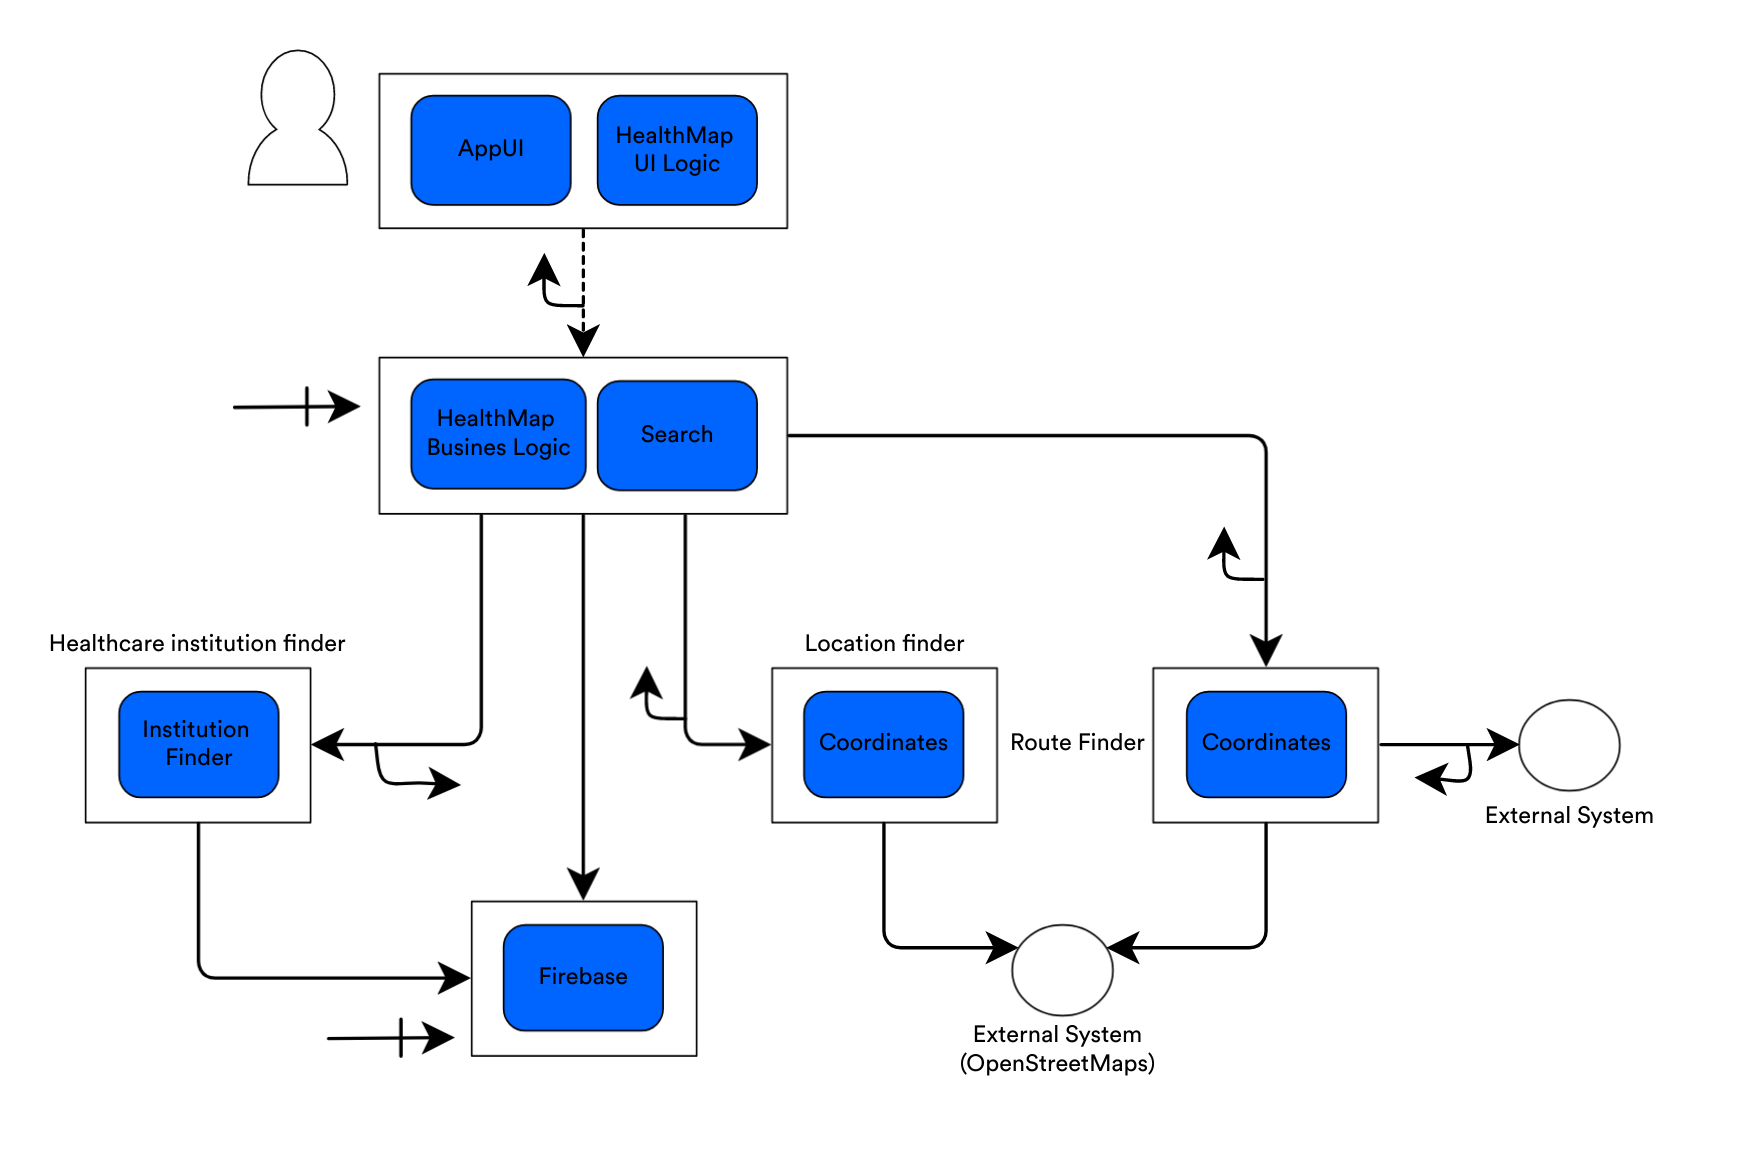 AppUI
HealthMap
UI Logic
HealthMap
Busines Logic
Search
Healthcare institution finder
Location finder
Institution
Finder
Coordinates
Route Finder
Coordinates
External System
Firebase
External System
(OpenStreetMaps)